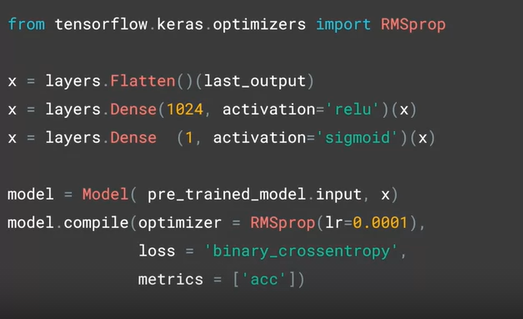 from tensorflow.keras.optimizers import RMSprop
x = layers.Flatten()(last_output)
x = layers.Dense(1024, activation='relu')(x)
x = layers.Dense  (1, activation='sigmoid')(x)
model = Model( pre_trained_model.input, x)
model.compile(optimizer = RMSprop(lr=0.0001),
loss = 'binary_crossentropy',
metrics = ['acc'])